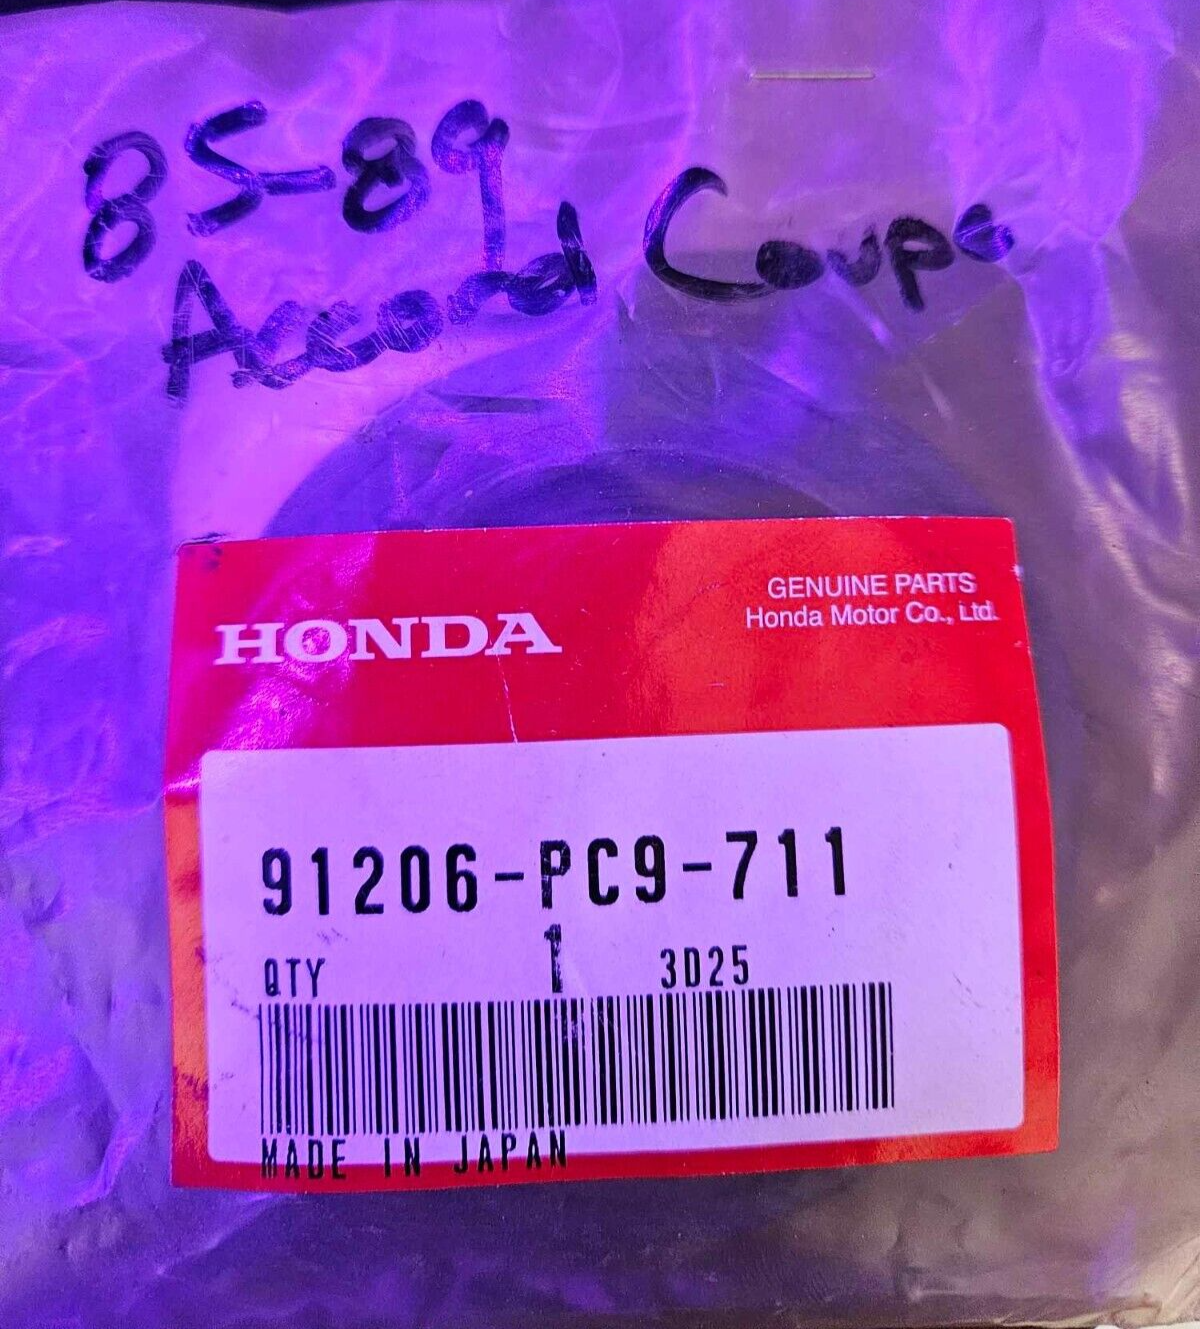 85-89
Accord Coupe
HONDA
GENUINE PARTS
Honda Motor Co., Ltd.
91206-PC9-711
QTY 1 3D25
MADE IN JAPAN